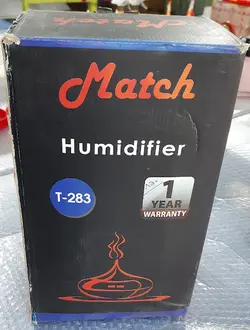 Match
Match
Humidifier
T-283
1
YEAR
WARRANTY